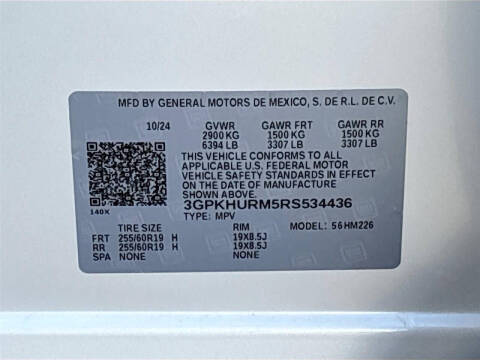 MFD BY GENERAL MOTORS DE MEXICO, S. DE R.L. DE C.V.
10/24 GVWR GAWR FRT GAWR RR
2900 KG 1500 KG 1500 KG
6394 LB 3307 LB 3307 LB
THIS VEHICLE CONFORMS TO ALL
APPLICABLE U.S. FEDERAL MOTOR
VEHICLE SAFETY STANDARDS IN EFFECT
ON THE DATE OF MANUFACTURE
SHOWN ABOVE.
3GPKHURM5RS534436
140X TYPE: MPV MODEL: 56HM226
TIRE SIZE RIM
FRT 255/60R19 H 19X8.5J
RR 255/60R19 H 19X8.5J
SPA NONE NONE